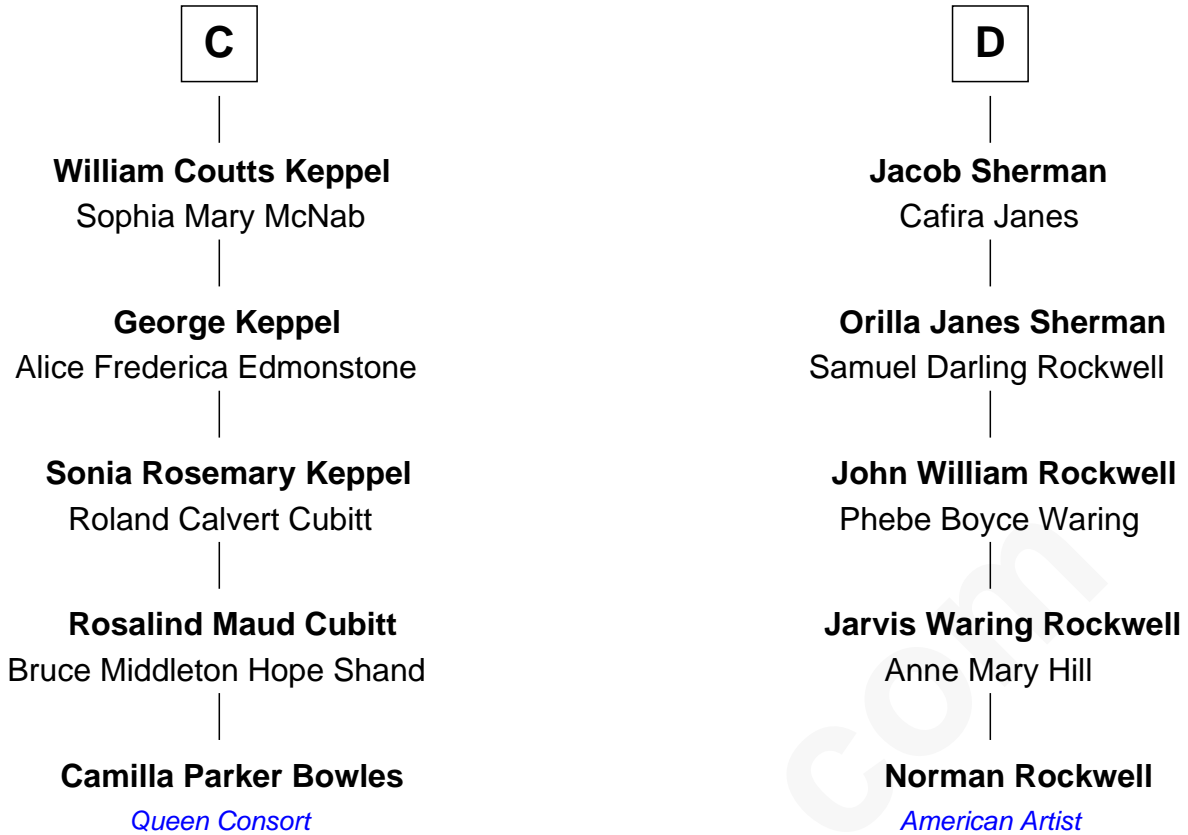 C
William Coutts Keppel
Sophia Mary McNab
George Keppel
Alice Frederica Edmonstone
Sonia Rosemary Keppel
Roland Calvert Cubitt
Rosalind Maud Cubitt
Bruce Middleton Hope Shand
Camilla Parker Bowles
Queen Consort
D
Jacob Sherman
Cafira Janes
Orilla Janes Sherman
Samuel Darling Rockwell
John William Rockwell
Phebe Boyce Waring
Jarvis Waring Rockwell
Anne Mary Hill
Norman Rockwell
American Artist
com